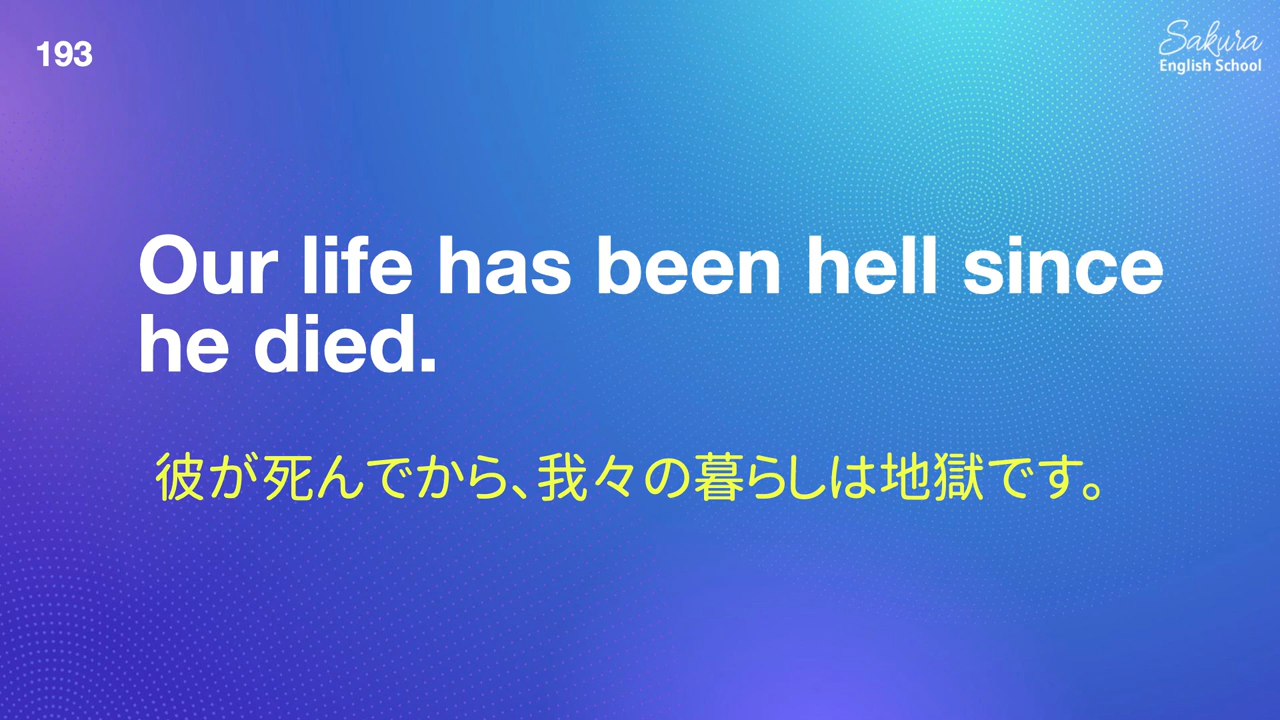 193
Sakura
English School
Our life has been hell since
he died.
彼が死んでから、我々の暮らしは地獄です。